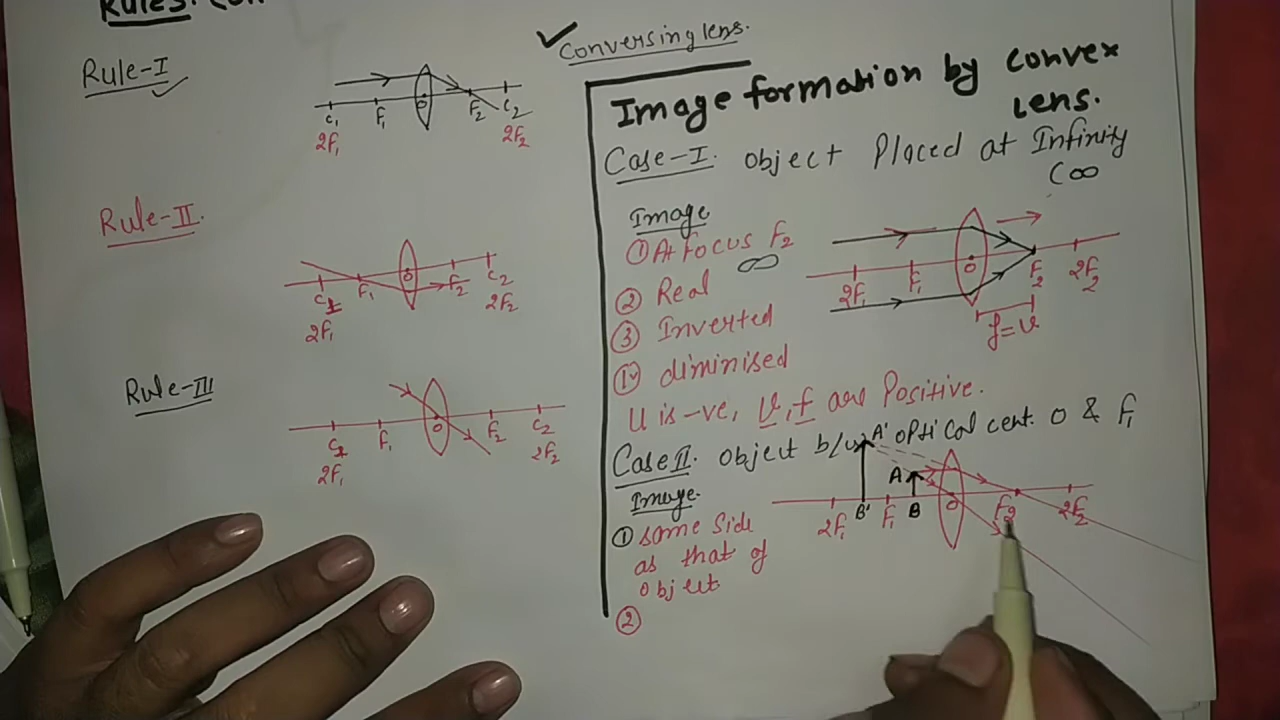 Rules:
Rule-I
C₁ F₁ O F₂ C₂
2F₁ 2F₂
Rule-II.
C₁ F₁ O F₂ C₂
2F₁ 2F₂
Rule-III
C₁ F₁ O F₂ C₂
2F₁ 2F₂
Conversing lens.
Image formation by convex
lens.
Case-I. object Placed at Infinity
(∞
Image
① At focus F₂
∞
② Real
③ Inverted
④ diminised
2F₁ F₁ O F₂ 2F₂
f=v
U is -ve, v, f are Positive.
Case II. object b/w optical cent. O & F₁
Image.
① same side
as that of
object
②
A' A
2F₁ B' F₁ B O F₂ 2F₂